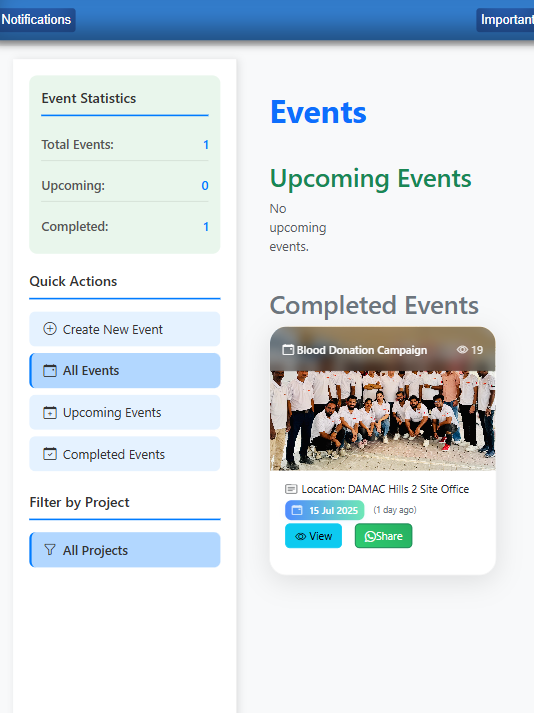 Notifications
Important
Event Statistics
Total Events: 1
Upcoming: 0
Completed: 1
Quick Actions
Create New Event
All Events
Upcoming Events
Completed Events
Filter by Project
All Projects
Events
Upcoming Events
No
upcoming
events.
Completed Events
Blood Donation Campaign 19
Location: DAMAC Hills 2 Site Office
15 Jul 2025 (1 day ago)
View Share